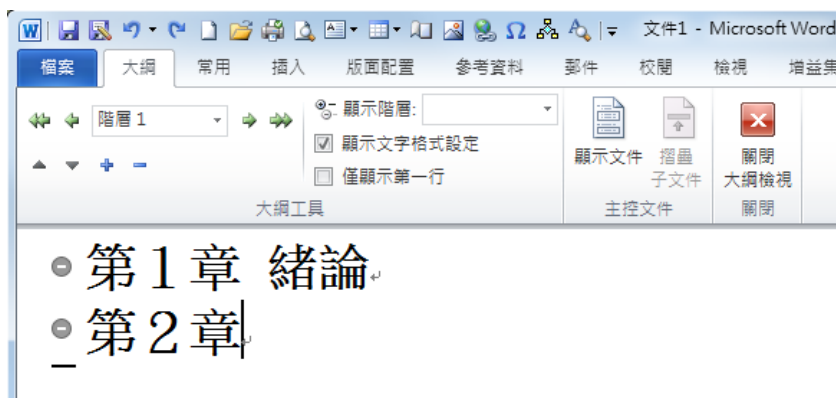 文件1 - Microsoft Word
檔案 大綱 常用 插入 版面配置 參考資料 郵件 校閱 檢視 增益集
階層 1
顯示階層:
顯示文字格式設定
僅顯示第一行
顯示文件
摺疊
子文件
關閉
大綱檢視
大綱工具 主控文件 關閉
第1章 緒論
第2章